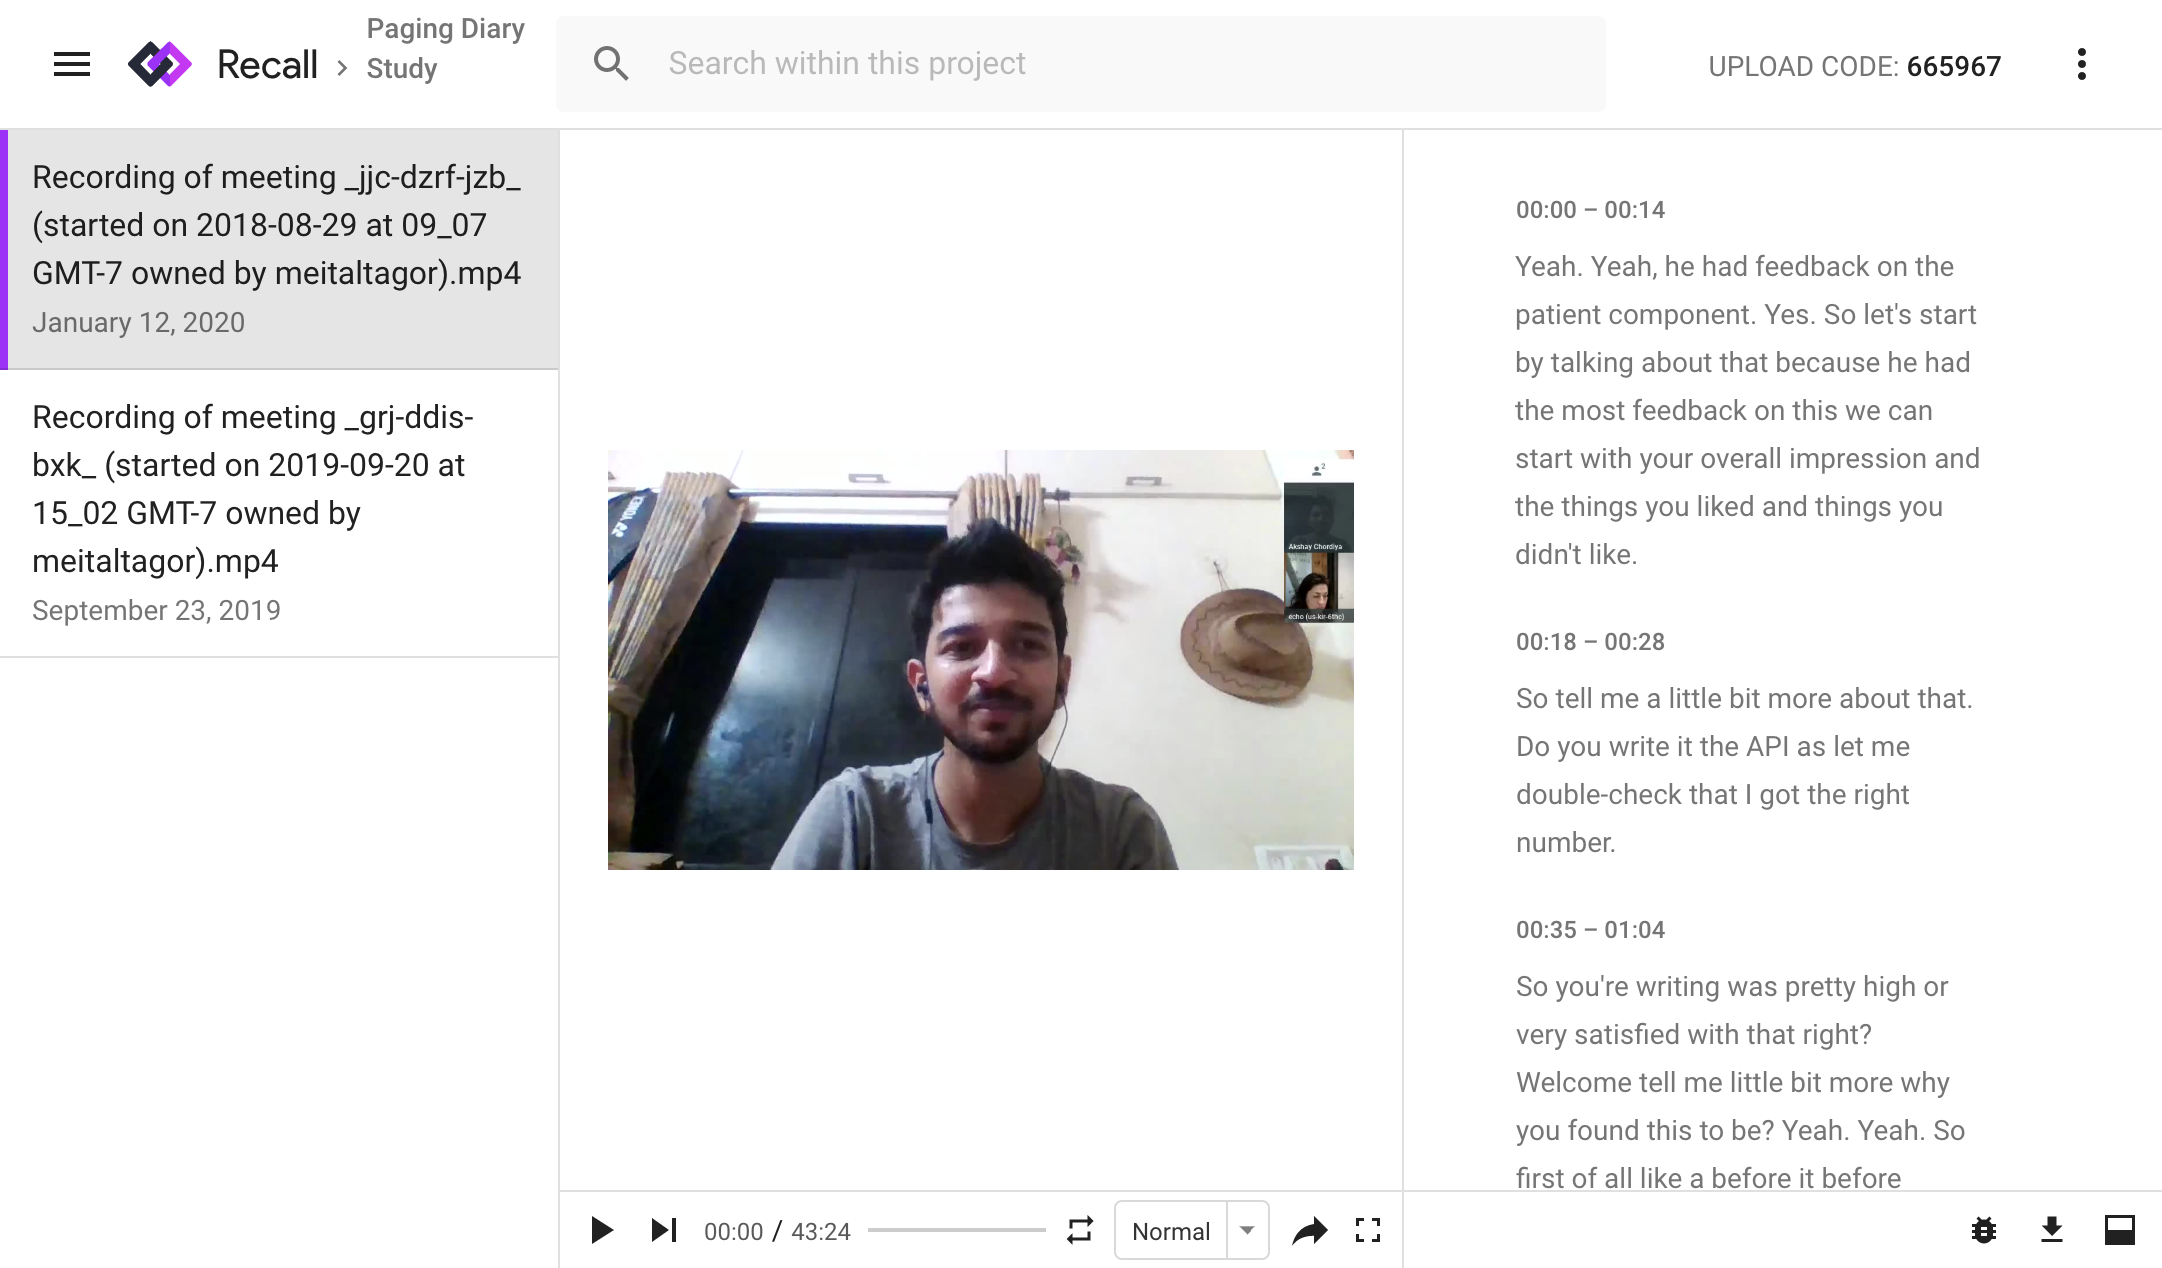 Recall
Paging Diary
Study
Search within this project
UPLOAD CODE: 665967
Recording of meeting _jjc-dzrf-jzb_
(started on 2018-08-29 at 09_07
GMT-7 owned by meitaltagor).mp4
January 12, 2020
Recording of meeting _grj-ddis-
bxk_ (started on 2019-09-20 at
15_02 GMT-7 owned by
meitaltagor).mp4
September 23, 2019
2
YONEX
Akshay Chordiya
echo (us-kir-6thc)
00:00 / 43:24
Normal
00:00 – 00:14
Yeah. Yeah, he had feedback on the
patient component. Yes. So let's start
by talking about that because he had
the most feedback on this we can
start with your overall impression and
the things you liked and things you
didn't like.
00:18 – 00:28
So tell me a little bit more about that.
Do you write it the API as let me
double-check that I got the right
number.
00:35 – 01:04
So you're writing was pretty high or
very satisfied with that right?
Welcome tell me little bit more why
you found this to be? Yeah. Yeah. So
first of all like a before it before